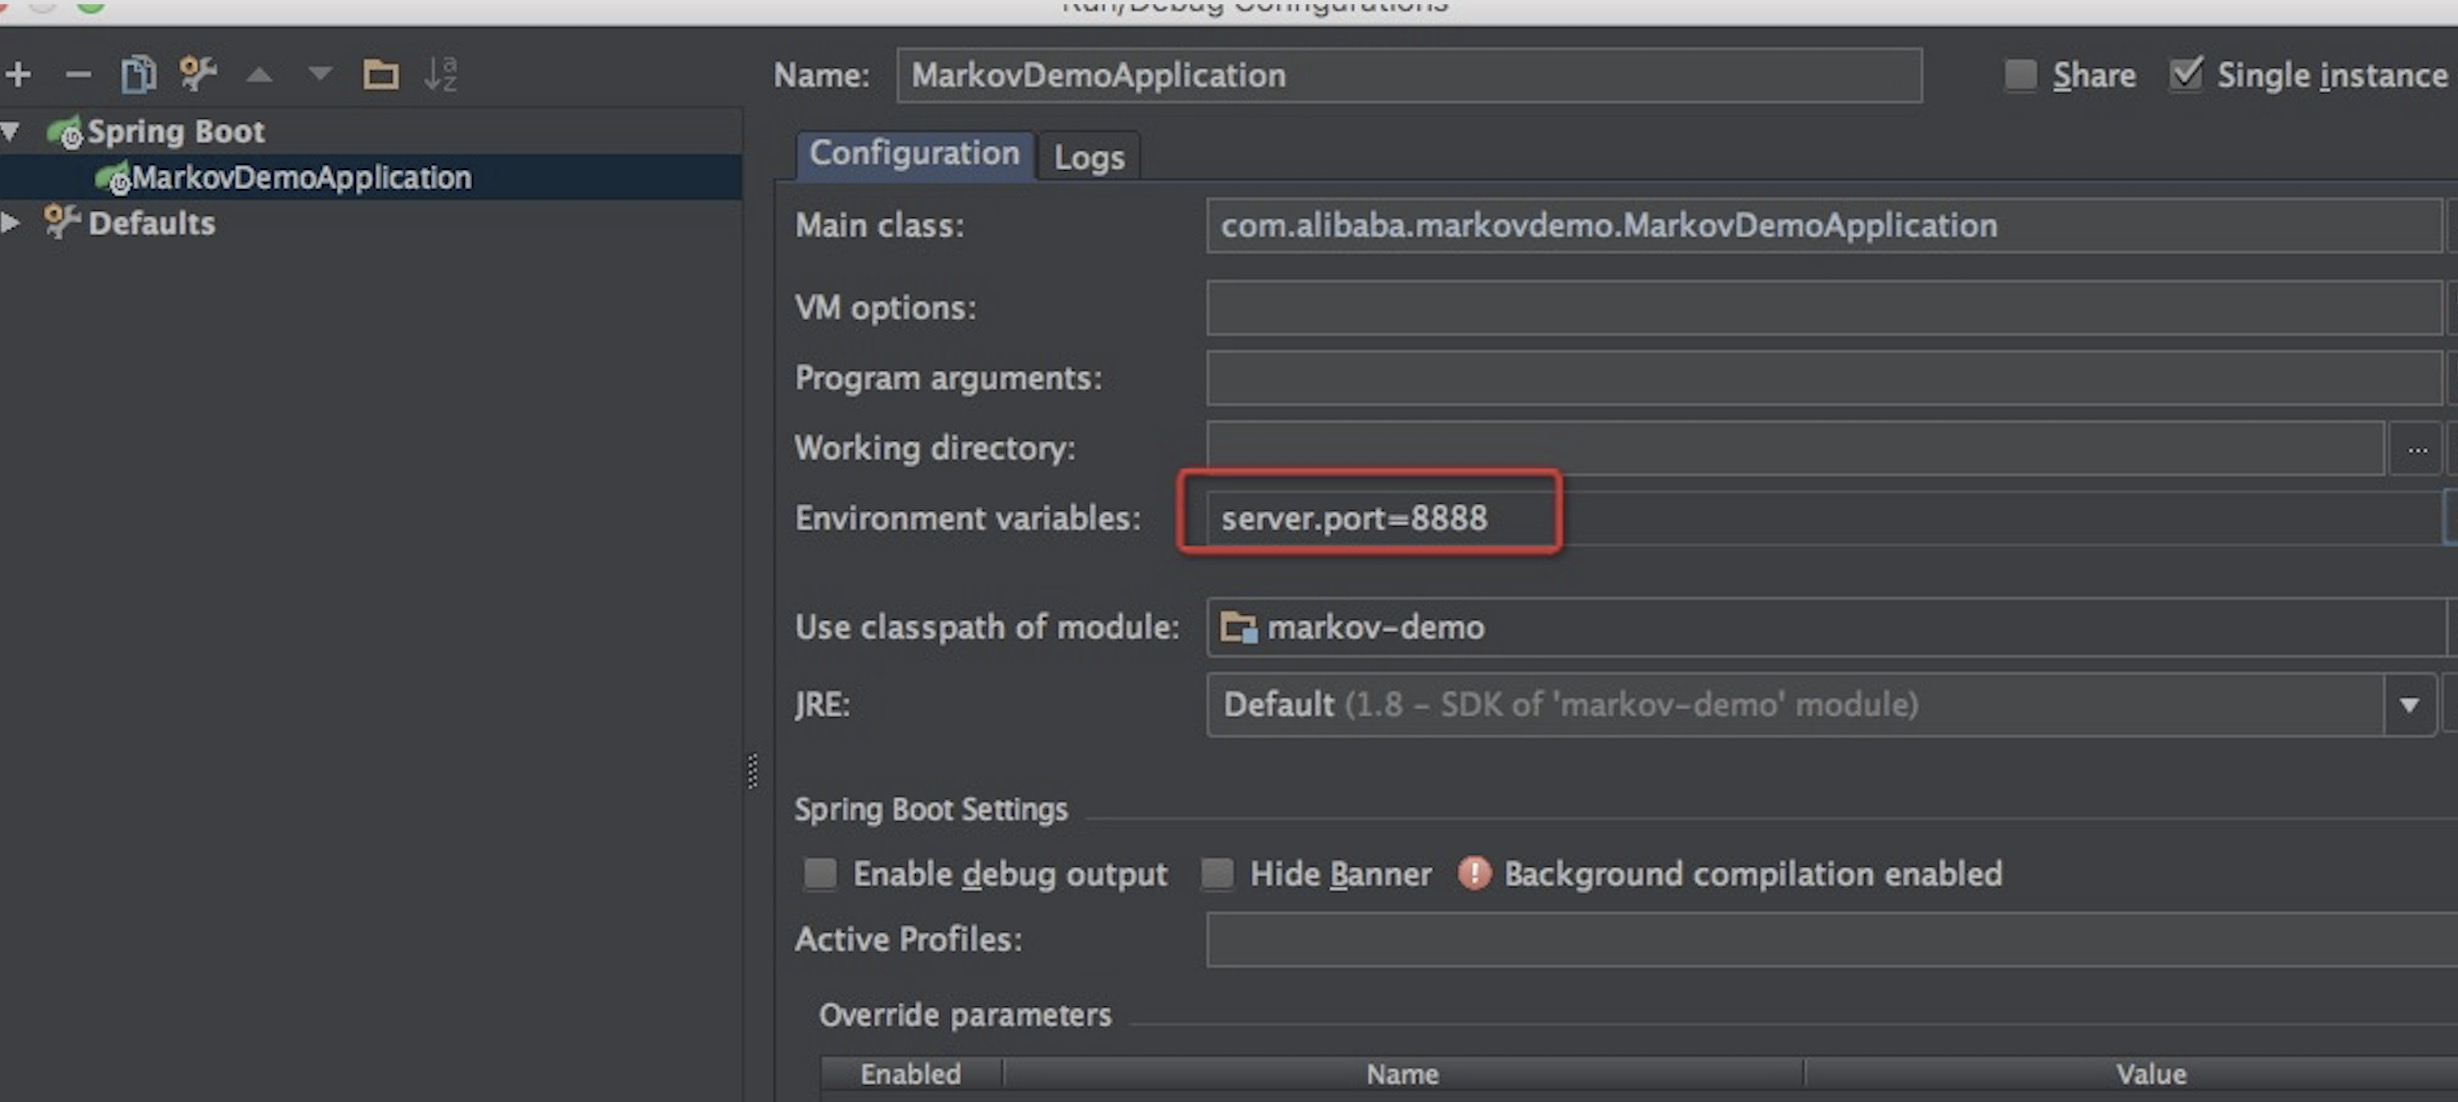 Run/Debug Configurations
Name: MarkovDemoApplication Share Single instance
Spring Boot
MarkovDemoApplication
Defaults
Configuration Logs
Main class: com.alibaba.markovdemo.MarkovDemoApplication
VM options:
Program arguments:
Working directory: ...
Environment variables: server.port=8888
Use classpath of module: markov-demo
JRE: Default (1.8 - SDK of 'markov-demo' module)
Spring Boot Settings
Enable debug output Hide Banner Background compilation enabled
Active Profiles:
Override parameters
Enabled Name Value